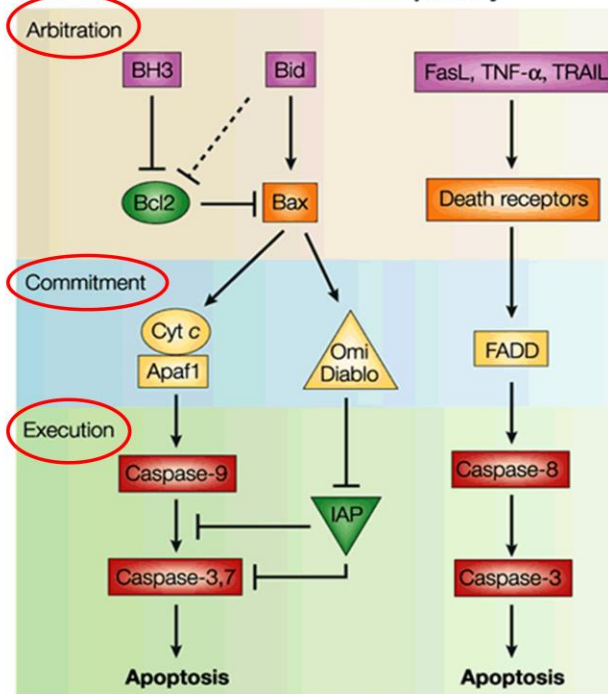 Arbitration
BH3
Bid
FasL, TNF-α, TRAIL
Bcl2
Bax
Death receptors
Commitment
Cyt c
Apaf1
Omi
Diablo
FADD
Execution
Caspase-9
Caspase-8
IAP
Caspase-3,7
Caspase-3
Apoptosis
Apoptosis